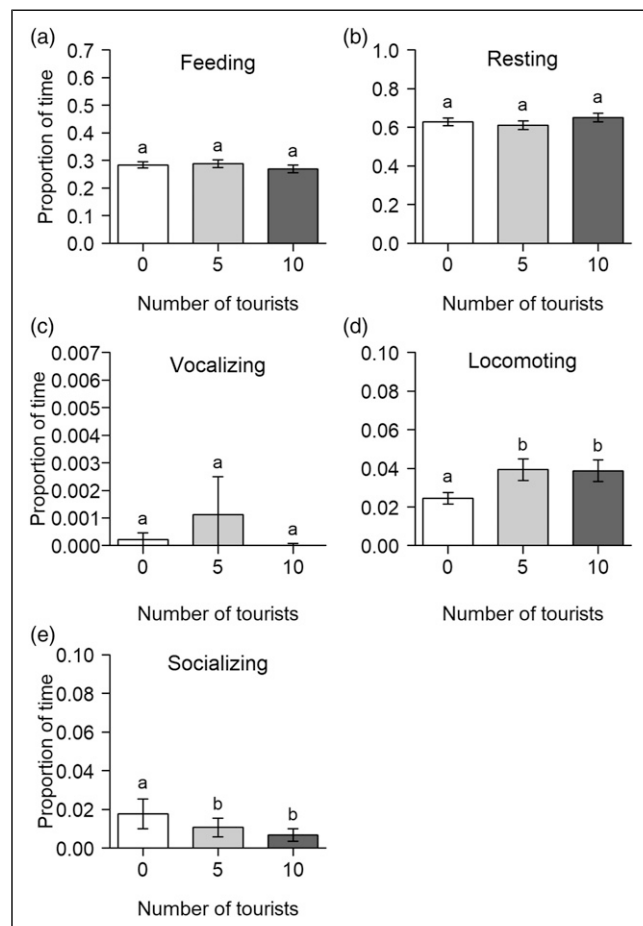 (a)
Feeding
Proportion of time
0.7
0.6
0.5
0.4
0.3
0.2
0.1
0.0
a
a
a
0
5
10
Number of tourists
(b)
Resting
1.0
0.8
0.6
0.4
0.2
0.0
a
a
a
0
5
10
Number of tourists
(c)
Vocalizing
Proportion of time
0.007
0.006
0.005
0.004
0.003
0.002
0.001
0.000
a
a
a
0
5
10
Number of tourists
(d)
Locomoting
0.10
0.08
0.06
0.04
0.02
0.00
a
b
b
0
5
10
Number of tourists
(e)
Socializing
Proportion of time
0.10
0.08
0.06
0.04
0.02
0.00
a
b
b
0
5
10
Number of tourists